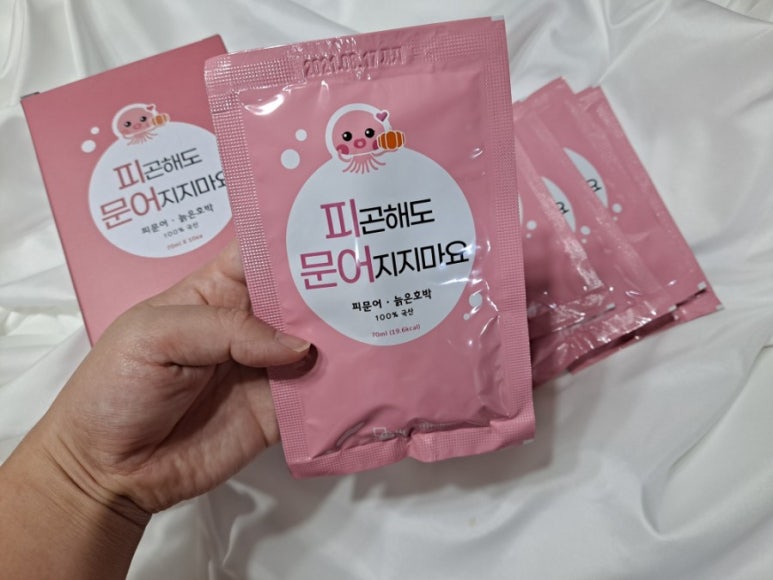 피곤해도
문어지지마요
피문어 · 늙은호박
100% 국산
피곤해도
문어지지마요
피문어 · 늙은호박
100% 국산
70ml (19.6kcal)